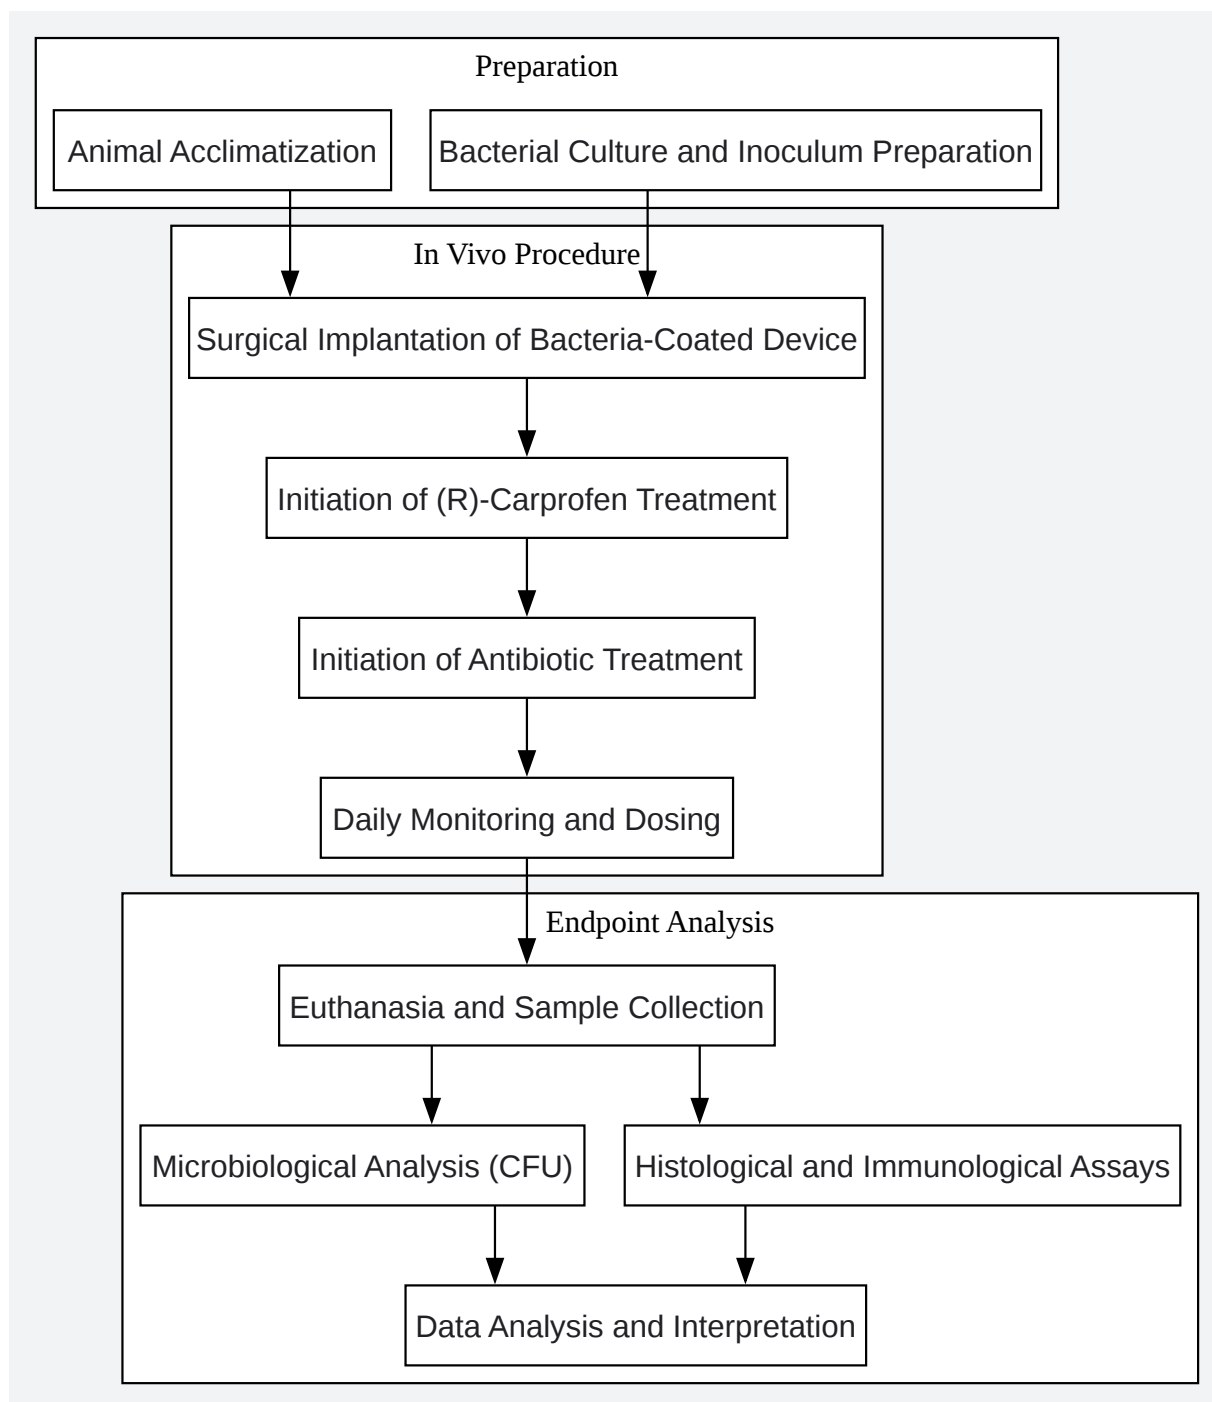 Preparation
Animal Acclimatization
Bacterial Culture and Inoculum Preparation
In Vivo Procedure
Surgical Implantation of Bacteria-Coated Device
Initiation of (R)-Carprofen Treatment
Initiation of Antibiotic Treatment
Daily Monitoring and Dosing
Endpoint Analysis
Euthanasia and Sample Collection
Microbiological Analysis (CFU)
Histological and Immunological Assays
Data Analysis and Interpretation